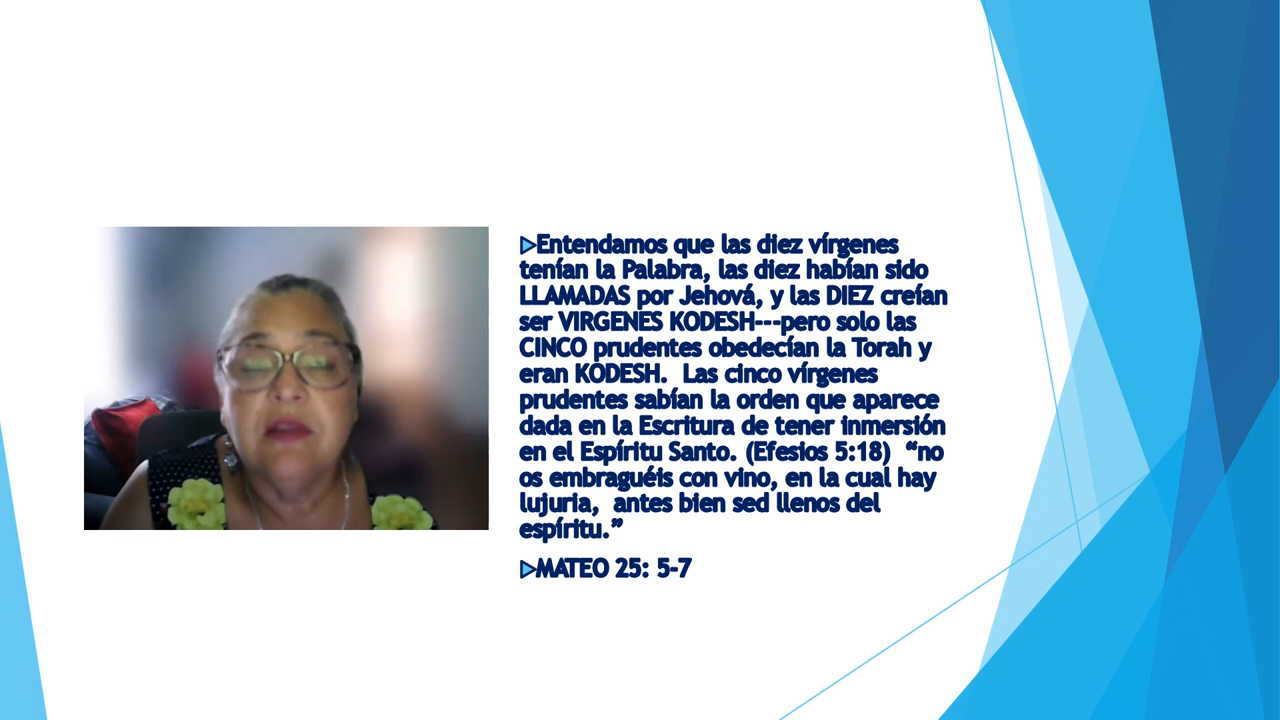 Entendamos que las diez vírgenes
tenían la Palabra, las diez habían sido
LLAMADAS por Jehová, y las DIEZ creían
ser VIRGENES KODESH---pero solo las
CINCO prudentes obedecían la Torah y
eran KODESH.  Las cinco vírgenes
prudentes sabían la orden que aparece
dada en la Escritura de tener inmersión
en el Espíritu Santo. (Efesios 5:18)  “no
os embraguéis con vino, en la cual hay
lujuria,  antes bien sed llenos del
espíritu.”
MATEO 25: 5-7